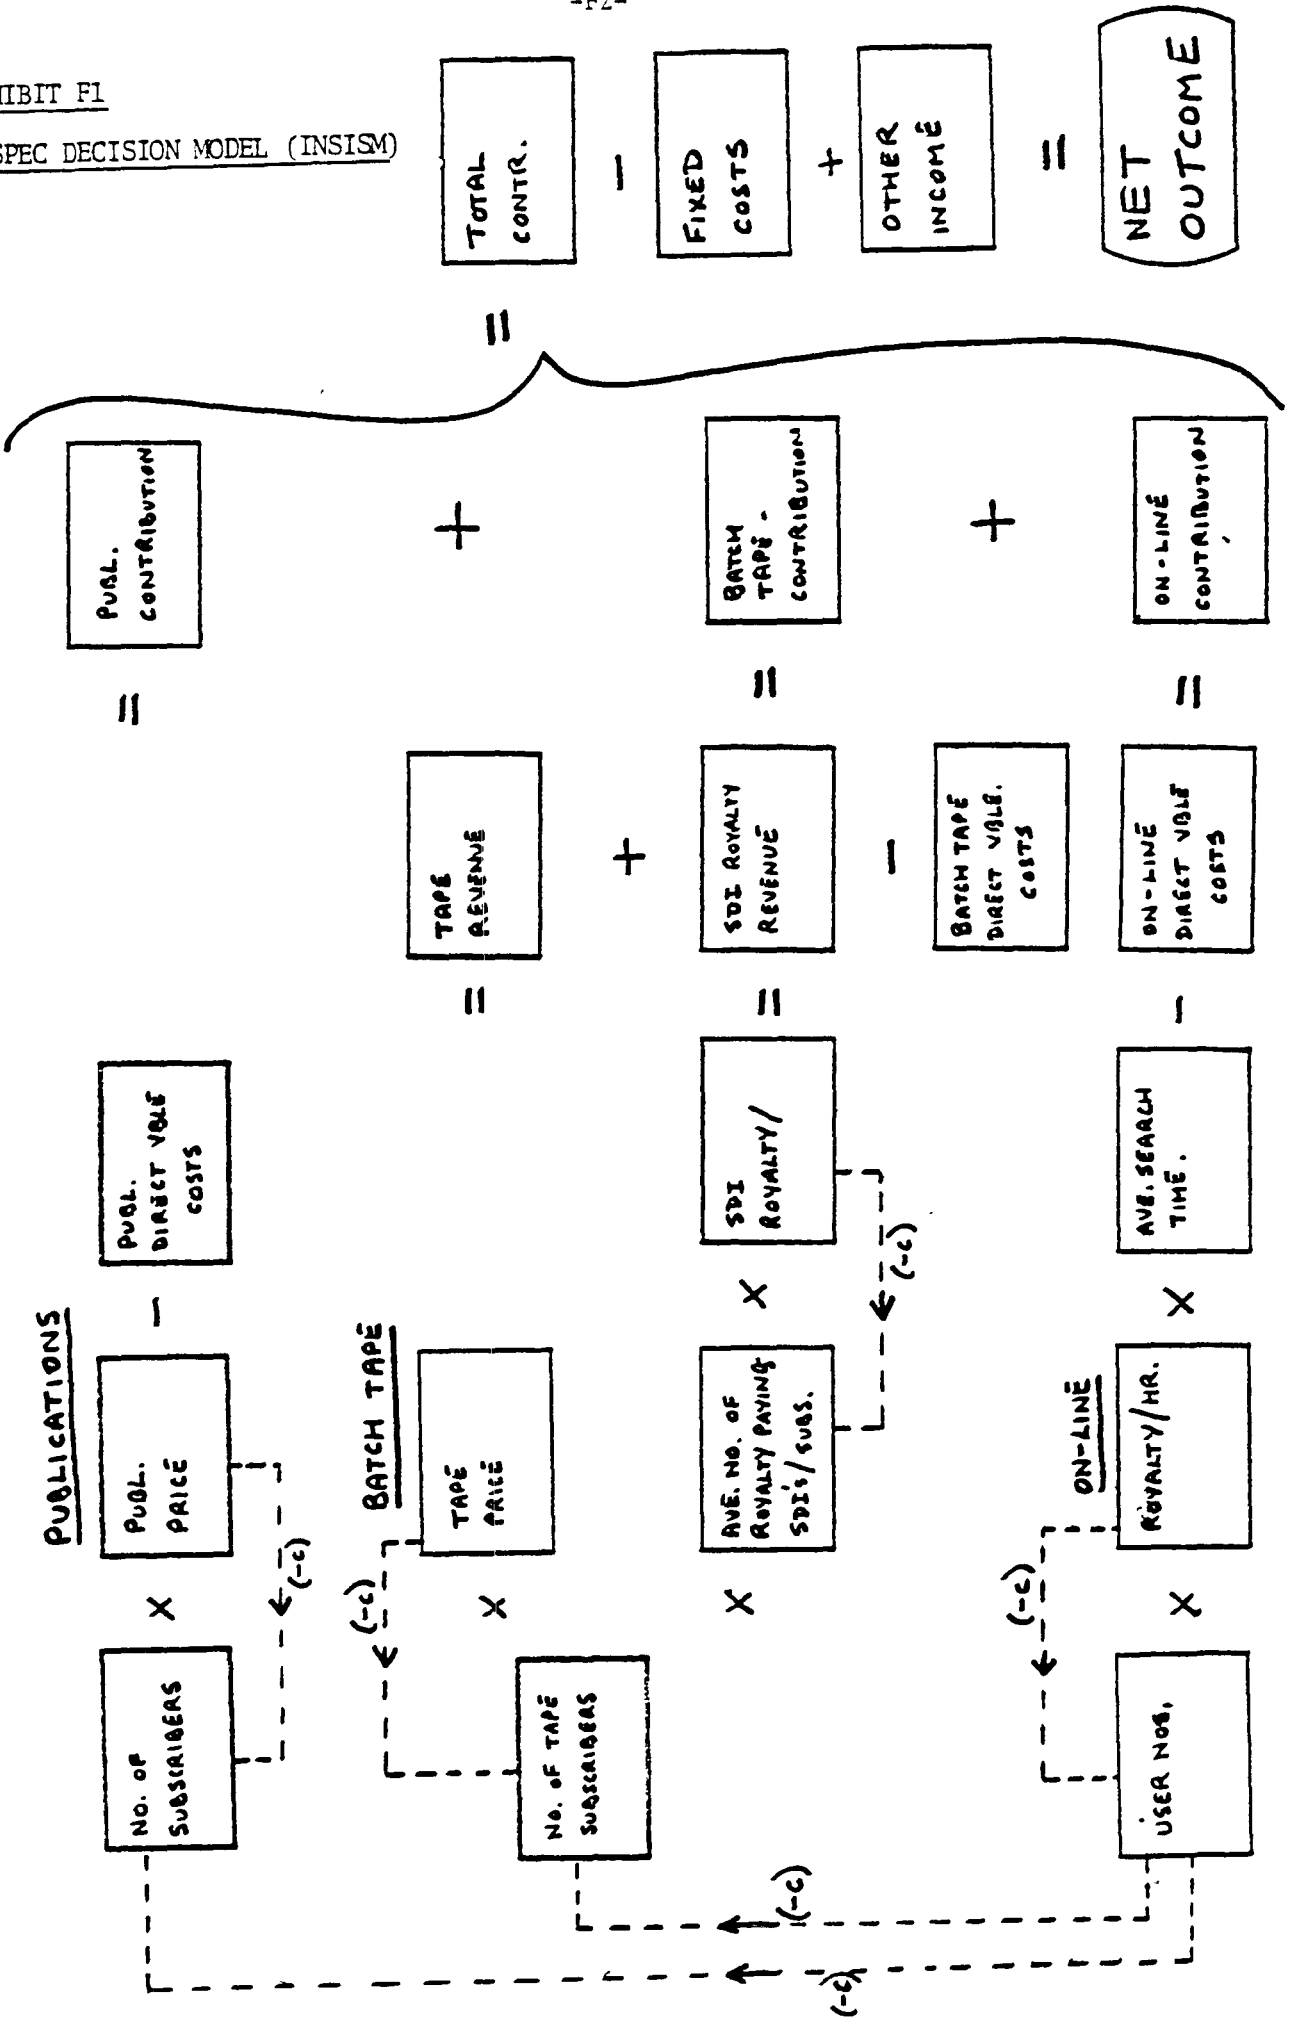 -F2-
HIBIT F1
SPEC DECISION MODEL (INSISM)
PUBLICATIONS
NO. OF
SUBSCRIBERS
X
PUBL.
PRICE
-
PUBL.
DIRECT VBLE
COSTS
=
PUBL.
CONTRIBUTION
(-c)
+
BATCH TAPE
NO. OF TAPE
SUBSCRIBERS
X
TAPE
PRICE
=
TAPE
REVENUE
(-c)
+
X
AVE. NO. OF
ROYALTY PAYING
SDI's/SUBS.
X
SDI
ROYALTY/
=
SDI ROYALTY
REVENUE
(-c)
-
BATCH TAPE
DIRECT VBLE.
COSTS
=
BATCH
TAPE -
CONTRIBUTION
+
ON-LINE
USER NOS.
X
ROYALTY/HR.
X
AVE. SEARCH
TIME.
-
ON-LINE
DIRECT VBLE
COSTS
=
ON-LINE
CONTRIBUTION
(-c)
(-c)
(-c)
=
TOTAL
CONTR.
-
FIXED
COSTS
+
OTHER
INCOME
=
NET
OUTCOME